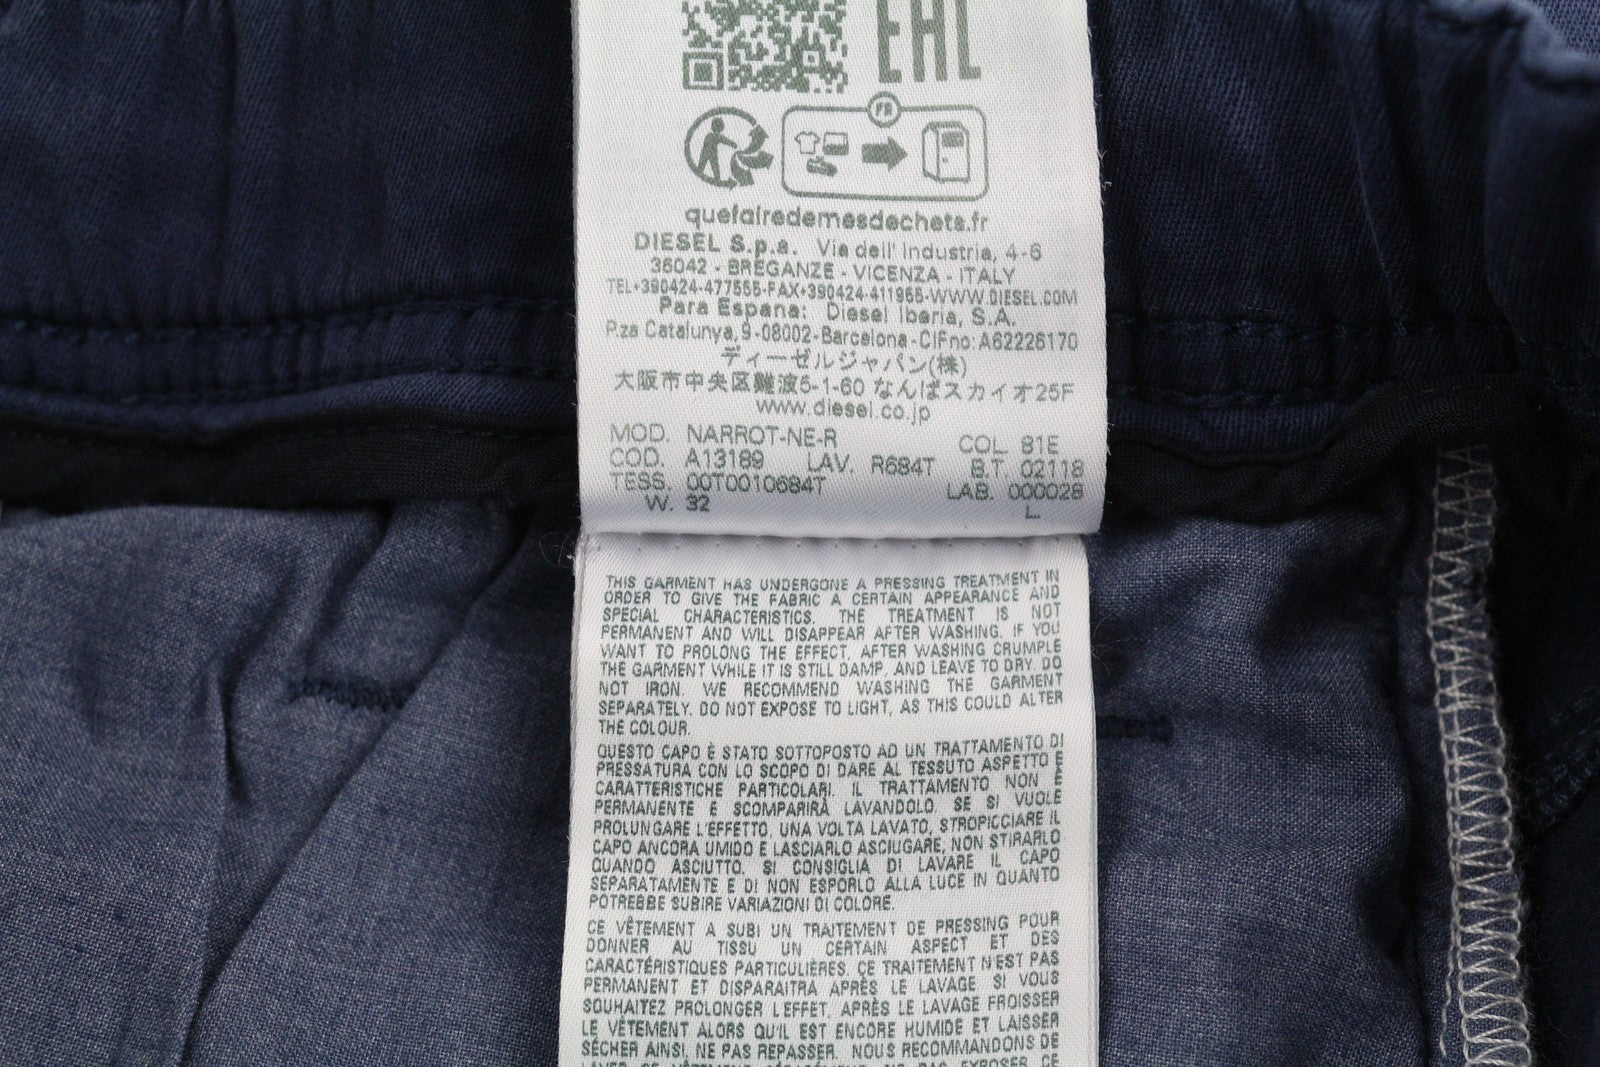 EAC
FR
quefairedemesdechets.fr
DIESEL S.p.a. Via dell' Industria, 4-6
36042 - BREGANZE - VICENZA - ITALY
TEL+390424-477555-FAX+390424-411955-WWW.DIESEL.COM
Para Espana: Diesel Iberia, S.A.
P.za Catalunya, 9-08002-Barcelona -CIFno: A62226170
ディーゼルジャパン(株)
大阪市中央区難波5-1-60 なんばスカイオ25F
www.diesel.co.jp
MOD. NARROT-NE-R COL 81E
COD. A13189 LAV. R684T B.T. 02118
TESS. 00T0010684T LAB. 000028
W. 32 L.
THIS GARMENT HAS UNDERGONE A PRESSING TREATMENT IN
ORDER TO GIVE THE FABRIC A CERTAIN APPEARANCE AND
SPECIAL CHARACTERISTICS. THE TREATMENT IS NOT
PERMANENT AND WILL DISAPPEAR AFTER WASHING. IF YOU
WANT TO PROLONG THE EFFECT, AFTER WASHING CRUMPLE
THE GARMENT WHILE IT IS STILL DAMP, AND LEAVE TO DRY. DO
NOT IRON. WE RECOMMEND WASHING THE GARMENT
SEPARATELY. DO NOT EXPOSE TO LIGHT, AS THIS COULD ALTER
THE COLOUR.
QUESTO CAPO È STATO SOTTOPOSTO AD UN TRATTAMENTO DI
PRESSATURA CON LO SCOPO DI DARE AL TESSUTO ASPETTO E
CARATTERISTICHE PARTICOLARI. IL TRATTAMENTO NON È
PERMANENTE E SCOMPARIRÀ LAVANDOLO. SE SI VUOLE
PROLUNGARE L'EFFETTO, UNA VOLTA LAVATO, STROPICCIARE IL
CAPO ANCORA UMIDO E LASCIARLO ASCIUGARE, NON STIRARLO
QUANDO ASCIUTTO. SI CONSIGLIA DI LAVARE IL CAPO
SEPARATAMENTE E DI NON ESPORLO ALLA LUCE IN QUANTO
POTREBBE SUBIRE VARIAZIONI DI COLORE.
CE VÊTEMENT A SUBI UN TRAITEMENT DE PRESSING POUR
DONNER AU TISSU UN CERTAIN ASPECT ET DES
CARACTÉRISTIQUES PARTICULIÈRES. CE TRAITEMENT N'EST PAS
PERMANENT ET DISPARAITRA APRÈS LE LAVAGE. SI VOUS
SOUHAITEZ PROLONGER L'EFFET, APRÈS LE LAVAGE FROISSER
LE VÊTEMENT ALORS QU'IL EST ENCORE HUMIDE ET LAISSER
SÉCHER AINSI, NE PAS REPASSER. NOUS RECOMMANDONS DE
LAVER CE VÊTEMENT SÉPARÉMENT, NE PAS EXPOSER CE